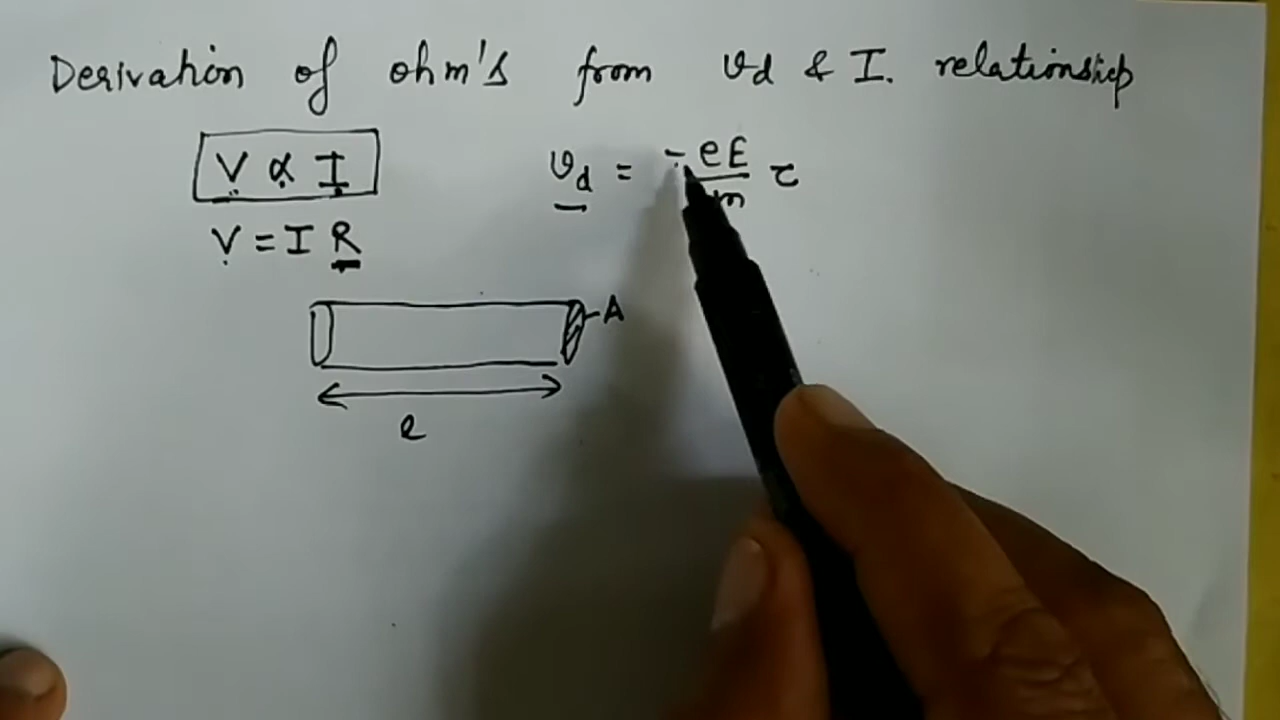 Derivation of ohm's from vd & I. relationship
V ∝ I
vd = -eE/m τ
V = I R
A
l